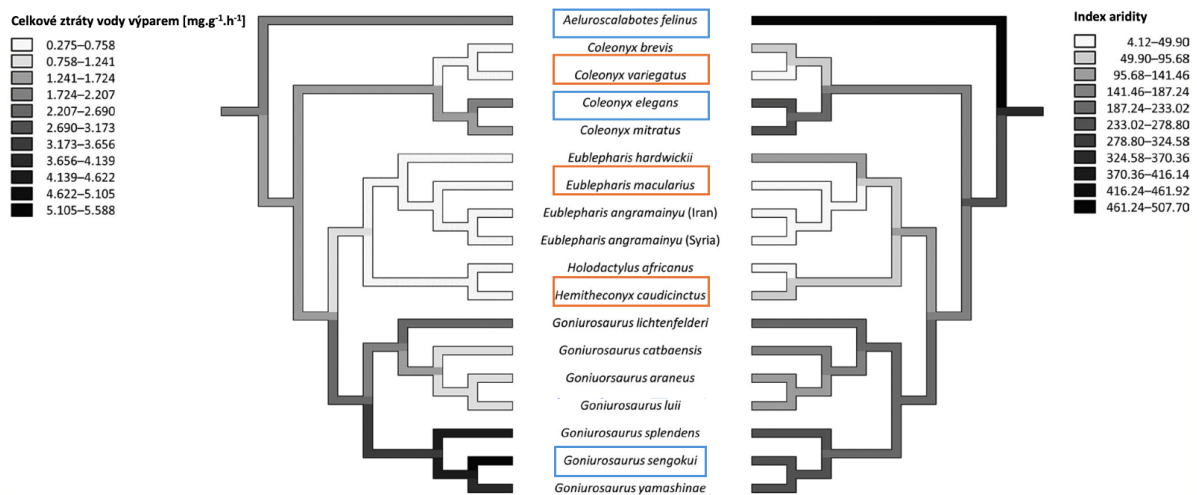 Celkové ztráty vody výparem [mg.g⁻¹.h⁻¹]
0.275–0.758
0.758–1.241
1.241–1.724
1.724–2.207
2.207–2.690
2.690–3.173
3.173–3.656
3.656–4.139
4.139–4.622
4.622–5.105
5.105–5.588
Aeluroscalabotes felinus
Coleonyx brevis
Coleonyx variegatus
Coleonyx elegans
Coleonyx mitratus
Eublepharis hardwickii
Eublepharis macularius
Eublepharis angramainyu (Iran)
Eublepharis angramainyu (Syria)
Holodactylus africanus
Hemitheconyx caudicinctus
Goniurosaurus lichtenfelderi
Goniurosaurus catbaensis
Goniuorsaurus araneus
Goniurosaurus luii
Goniurosaurus splendens
Goniurosaurus sengokui
Goniurosaurus yamashinae
Index aridity
4.12–49.90
49.90–95.68
95.68–141.46
141.46–187.24
187.24–233.02
233.02–278.80
278.80–324.58
324.58–370.36
370.36–416.14
416.24–461.92
461.24–507.70